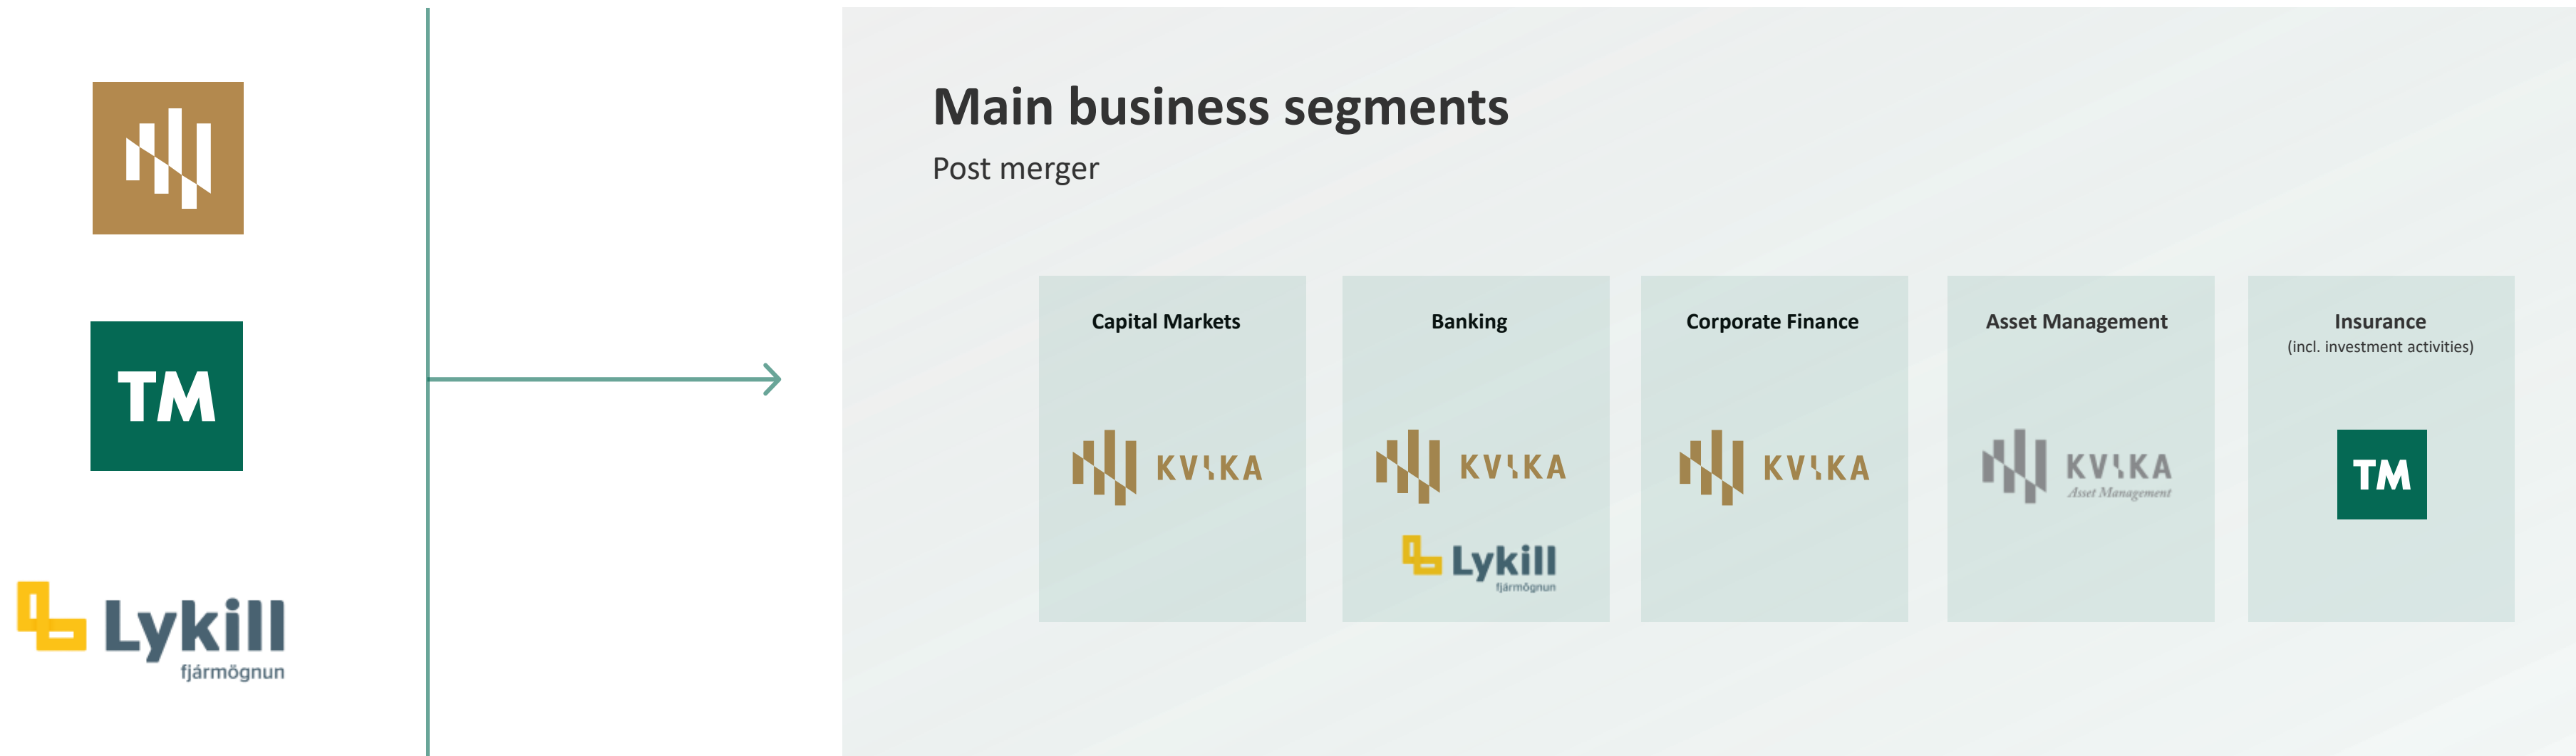 TM
Lykill
fjármögnun
Main business segments
Post merger
Capital Markets
KVIKA
Banking
KVIKA
Lykill
fjármögnun
Corporate Finance
KVIKA
Asset Management
KVIKA
Asset Management
Insurance
(incl. investment activities)
TM